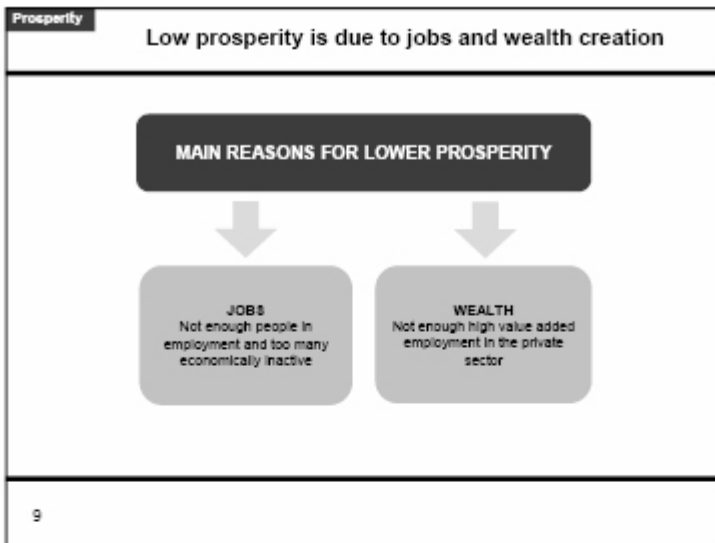 Prosperity
Low prosperity is due to jobs and wealth creation
MAIN REASONS FOR LOWER PROSPERITY
JOBS
Not enough people in
employment and too many
economically inactive
WEALTH
Not enough high value added
employment in the private
sector
9